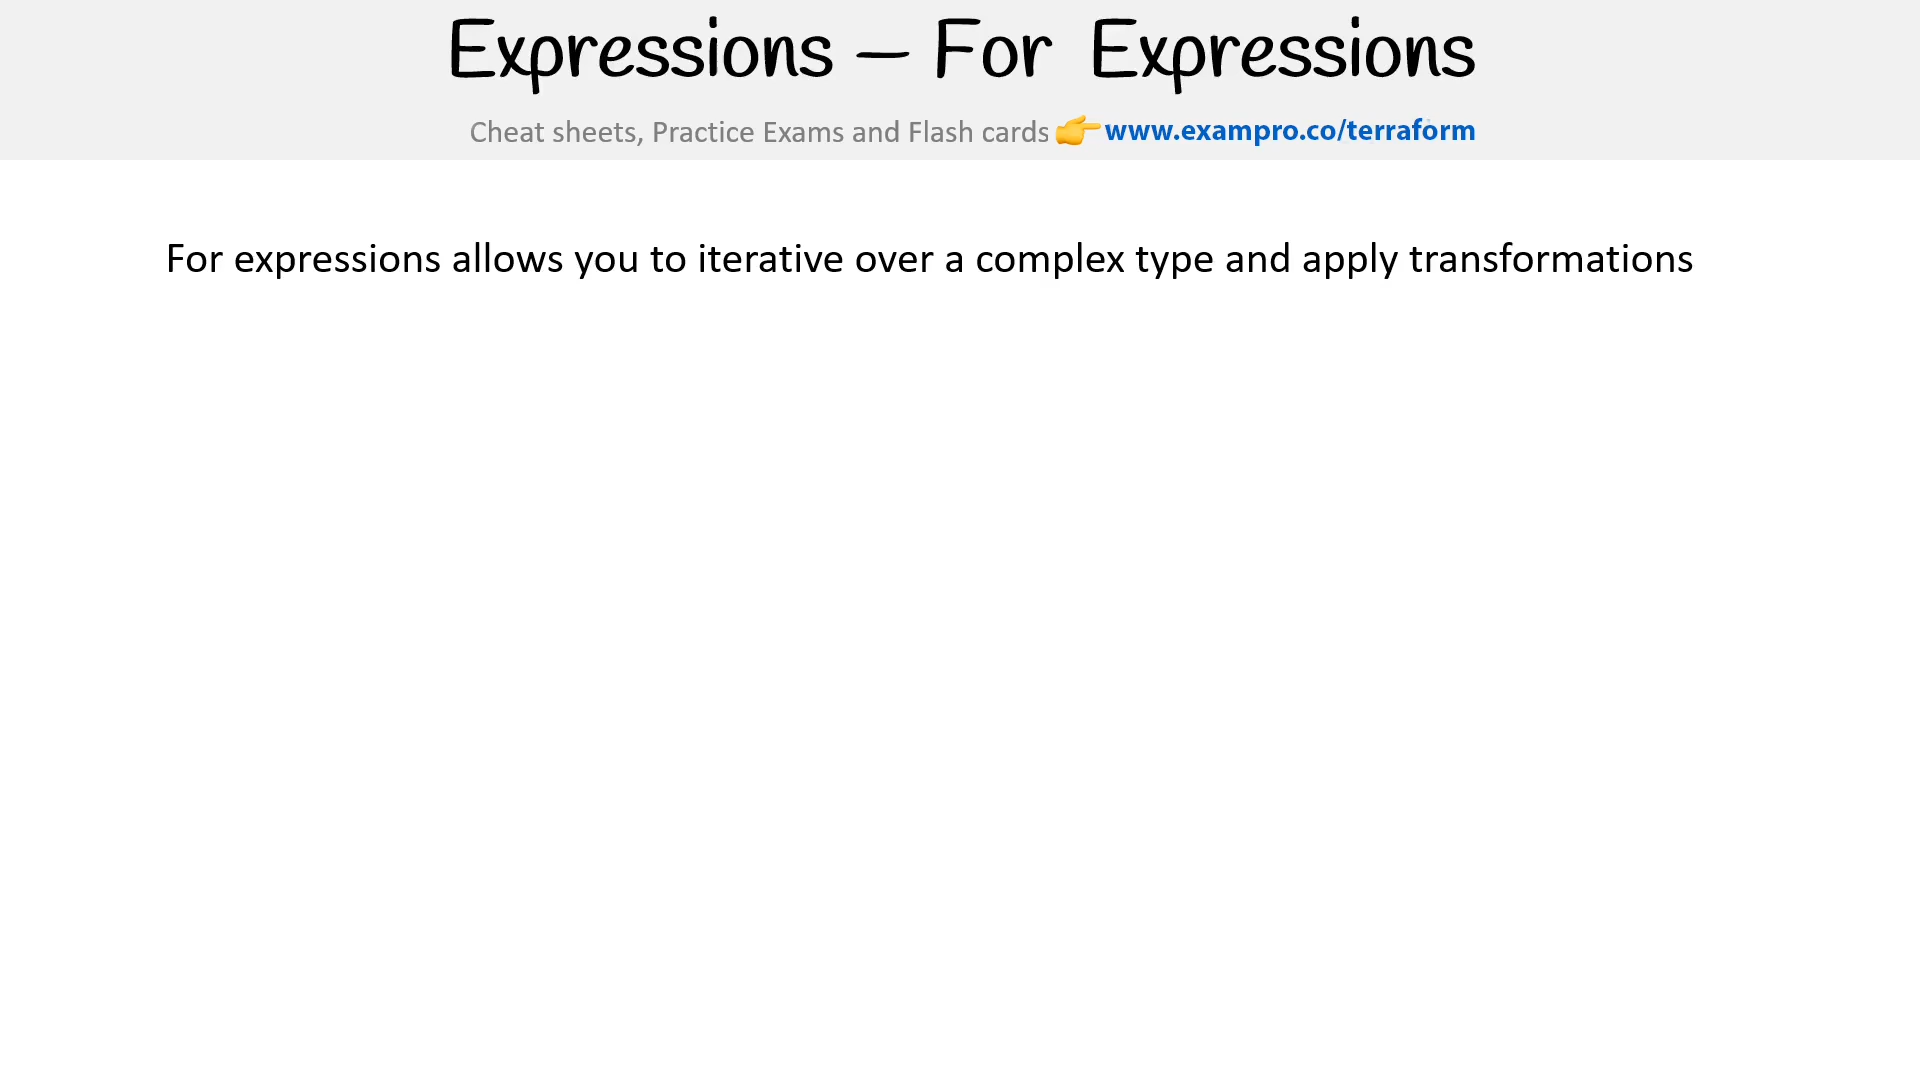 Expressions – For Expressions
Cheat sheets, Practice Exams and Flash cards 👉www.exampro.co/terraform
For expressions allows you to iterative over a complex type and apply transformations